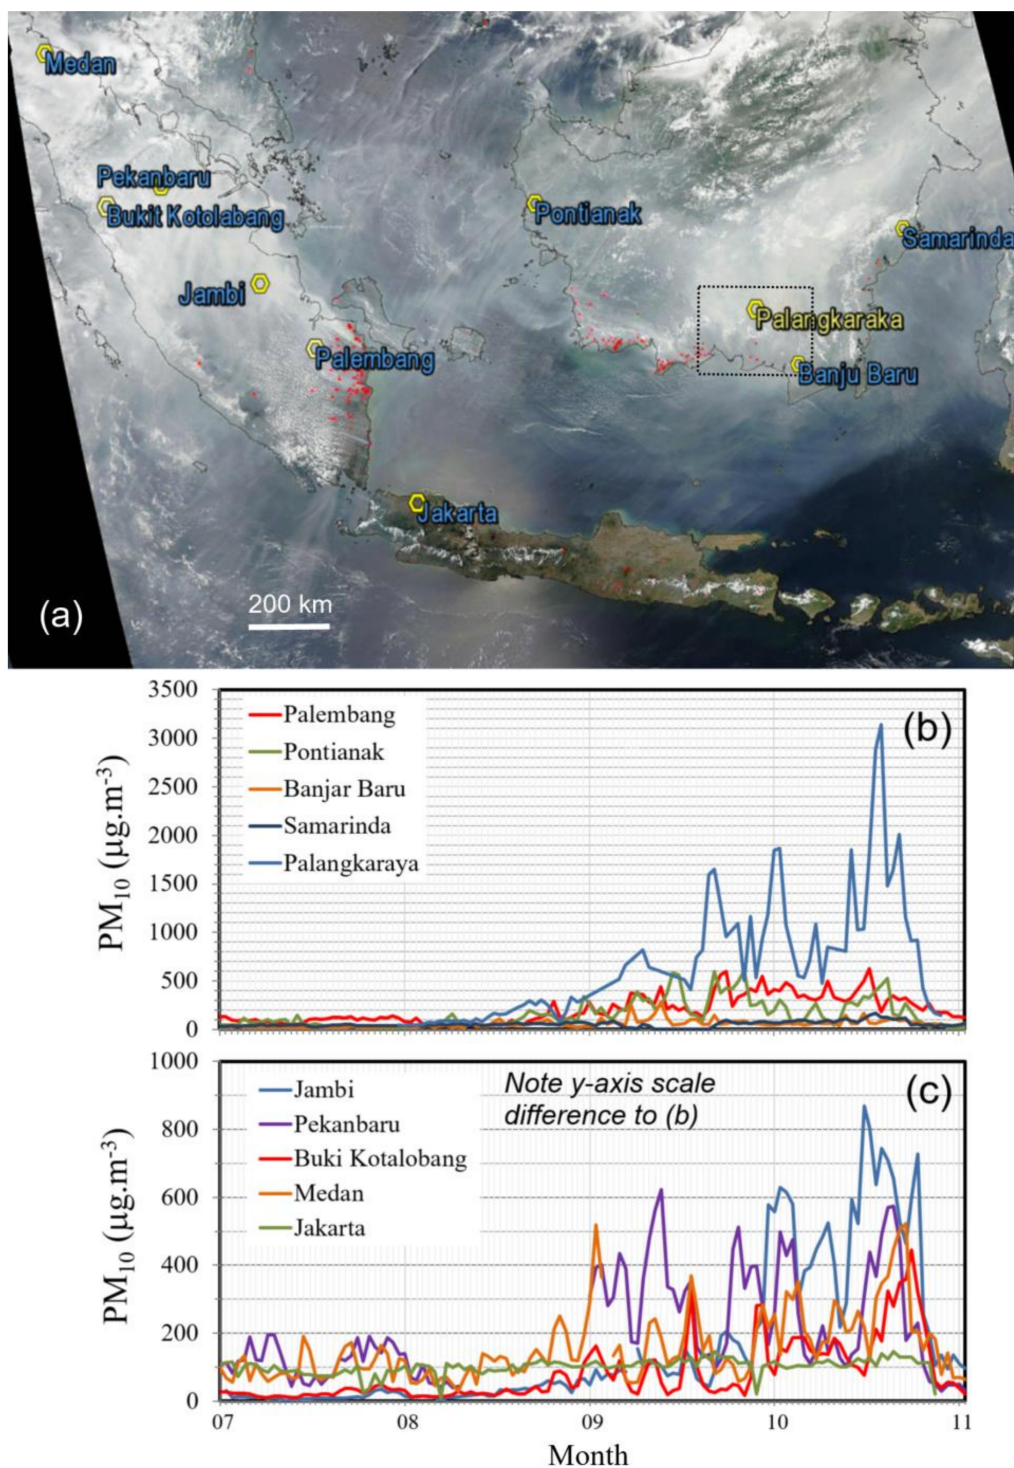 Medan
Pekanbaru
Bukit Kotolabang
Pontianak
Samarinda
Jambi
Palangkaraka
Palembang
Banju Baru
Jakarta
200 km
(a)
3500
3000
2500
2000
1500
1000
500
0
PM10 (µg.m-3)
Palembang
Pontianak
Banjar Baru
Samarinda
Palangkaraya
(b)
1000
800
600
400
200
0
PM10 (µg.m-3)
Jambi
Pekanbaru
Buki Kotalobang
Medan
Jakarta
Note y-axis scale
difference to (b)
(c)
07 08 09 10 11
Month